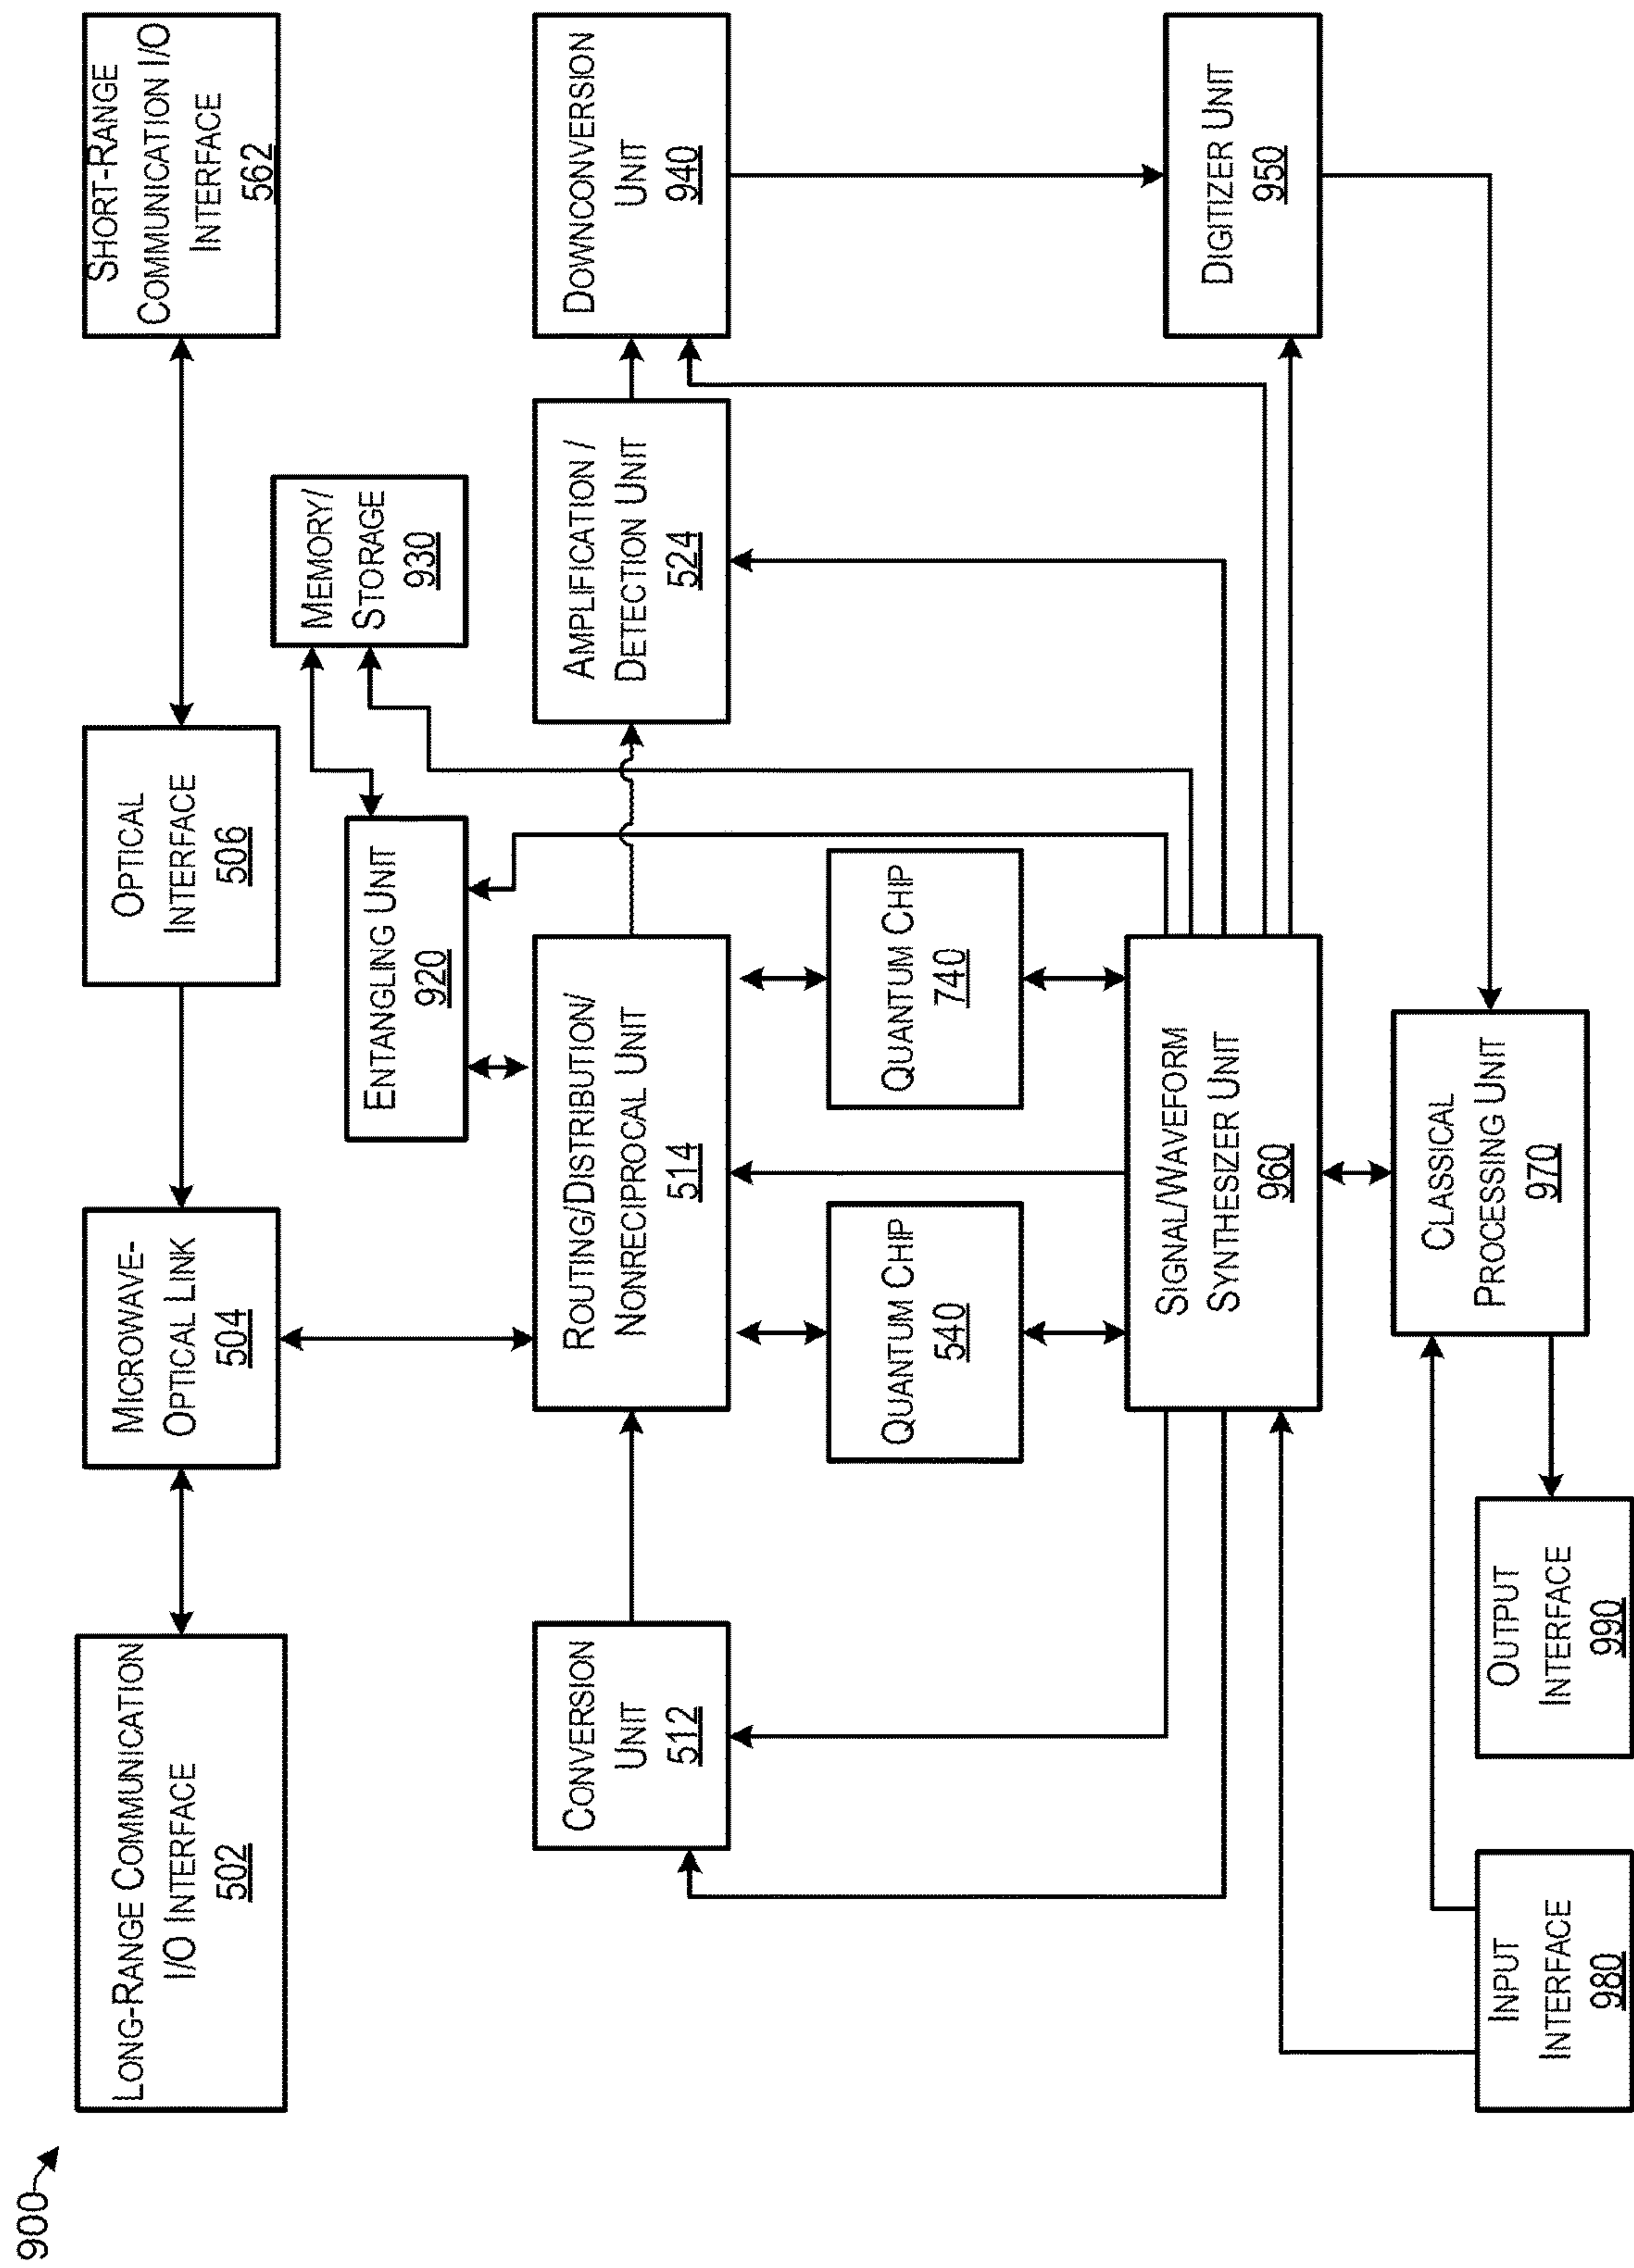 900
LONG-RANGE COMMUNICATION
I/O INTERFACE
502
MICROWAVE-
OPTICAL LINK
504
OPTICAL
INTERFACE
506
SHORT-RANGE
COMMUNICATION I/O
INTERFACE
562
MEMORY/
STORAGE
930
ENTANGLING UNIT
920
CONVERSION
UNIT
512
ROUTING/DISTRIBUTION/
NONRECIPROCAL UNIT
514
AMPLIFICATION /
DETECTION UNIT
524
DOWNCONVERSION
UNIT
940
QUANTUM CHIP
540
QUANTUM CHIP
740
SIGNAL/WAVEFORM
SYNTHESIZER UNIT
960
DIGITIZER UNIT
950
CLASSICAL
PROCESSING UNIT
970
INPUT
INTERFACE
980
OUTPUT
INTERFACE
990